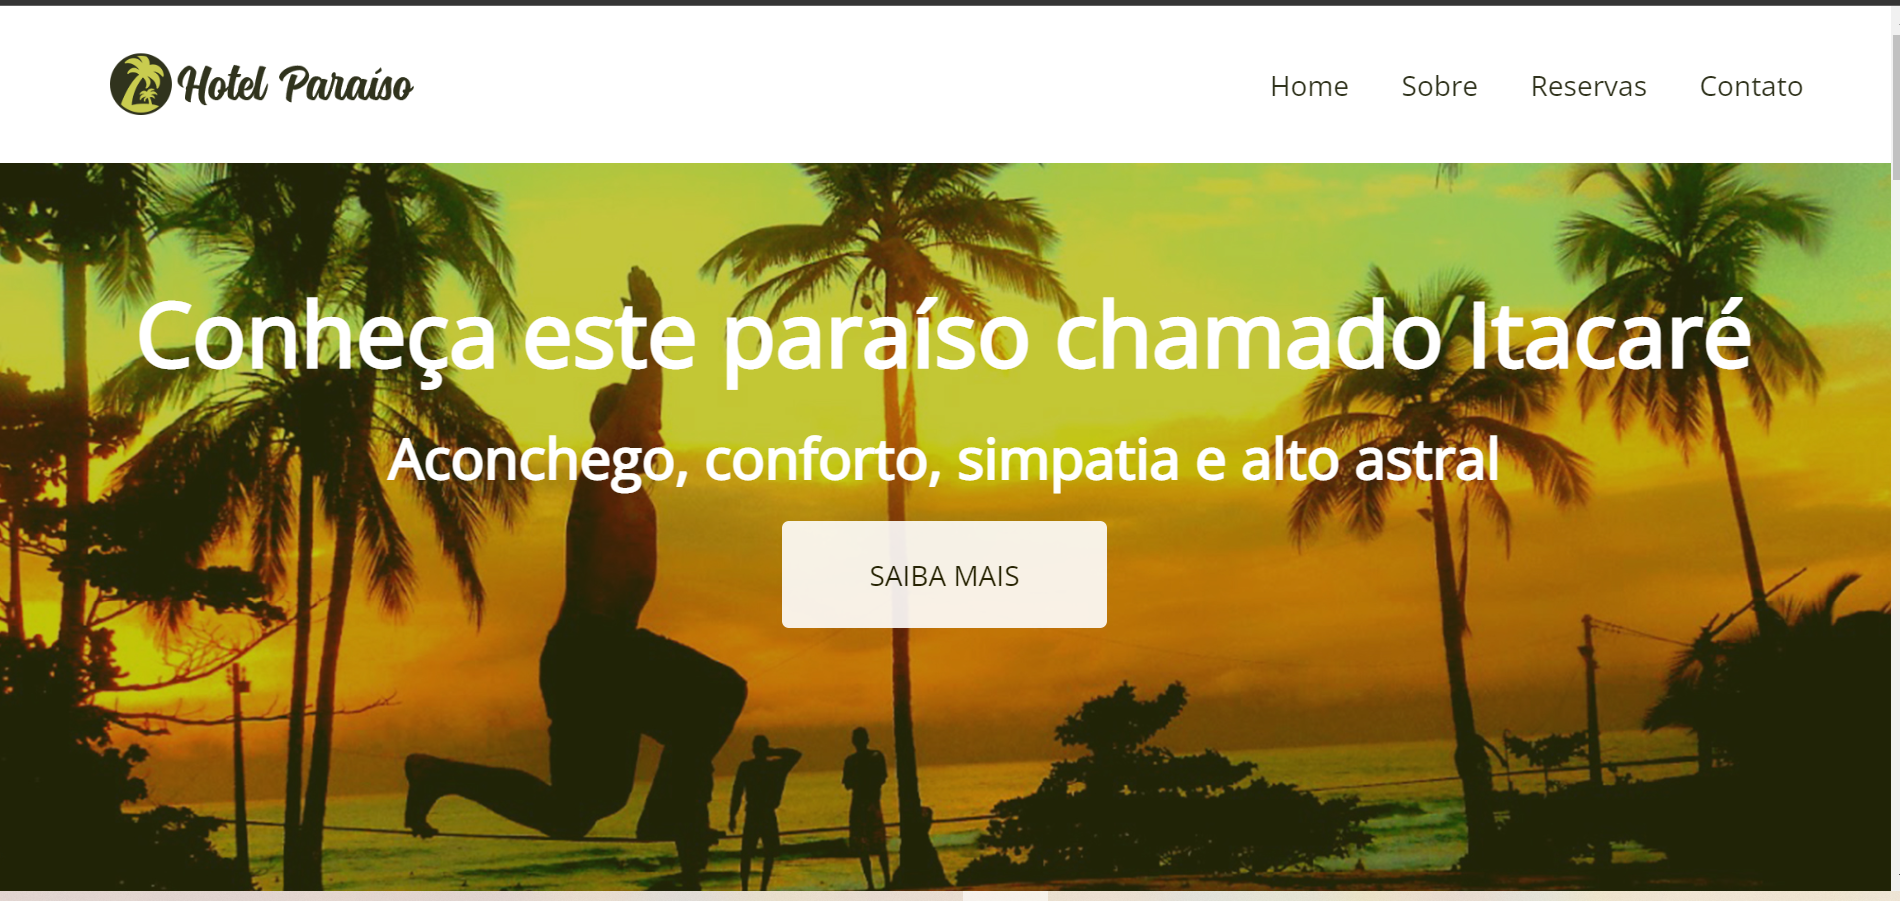 Hotel Paraíso
Home Sobre Reservas Contato
Conheça este paraíso chamado Itacaré
Aconchego, conforto, simpatia e alto astral
SAIBA MAIS